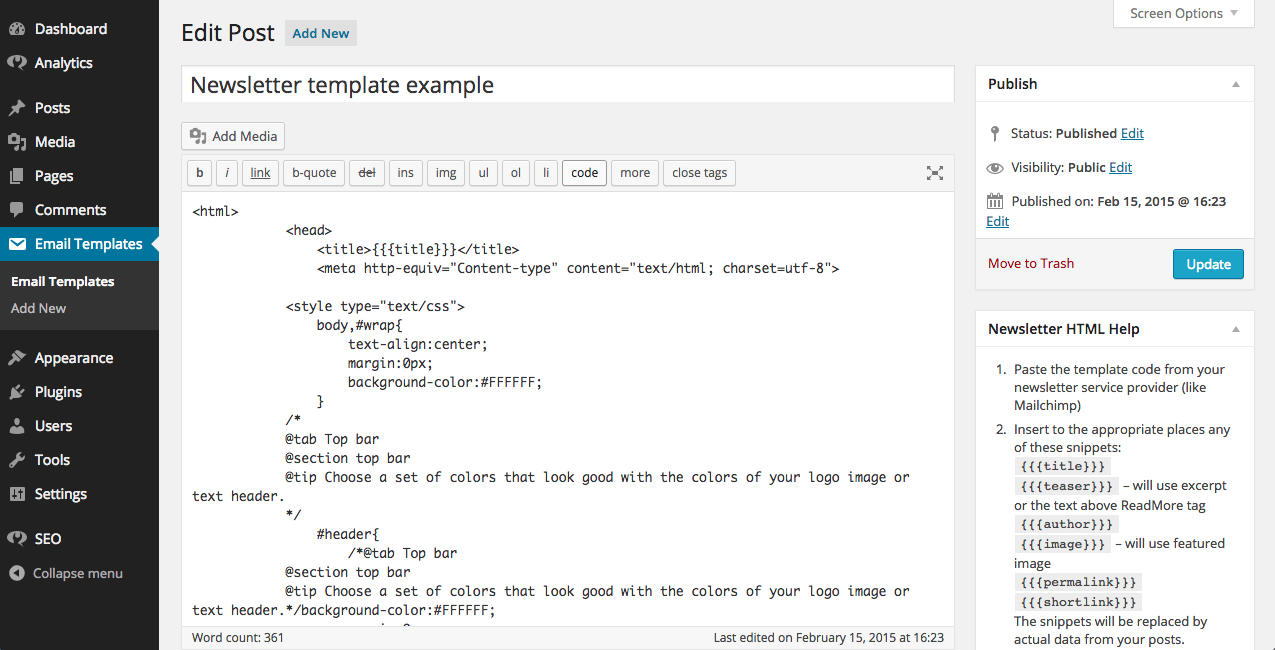 Dashboard
Analytics
Posts
Media
Pages
Comments
Email Templates
Email Templates
Add New
Appearance
Plugins
Users
Tools
Settings
SEO
Collapse menu
Screen Options
Edit Post Add New
Newsletter template example
Add Media
b i link b-quote del ins img ul ol li code more close tags
<html>
<head>
<title>{{{title}}}</title>
<meta http-equiv="Content-type" content="text/html; charset=utf-8">
<style type="text/css">
body,#wrap{
text-align:center;
margin:0px;
background-color:#FFFFFF;
}
/*
@tab Top bar
@section top bar
@tip Choose a set of colors that look good with the colors of your logo image or
text header.
*/
#header{
/*@tab Top bar
@section top bar
@tip Choose a set of colors that look good with the colors of your logo image or
text header.*/background-color:#FFFFFF;
Word count: 361
Last edited on February 15, 2015 at 16:23
Publish
Status: Published Edit
Visibility: Public Edit
Published on: Feb 15, 2015 @ 16:23
Edit
Move to Trash
Update
Newsletter HTML Help
1. Paste the template code from your
newsletter service provider (like
Mailchimp)
2. Insert to the appropriate places any
of these snippets:
{{{title}}}
{{{teaser}}} – will use excerpt
or the text above ReadMore tag
{{{author}}}
{{{image}}} – will use featured
image
{{{permalink}}}
{{{shortlink}}}
The snippets will be replaced by
actual data from your posts.